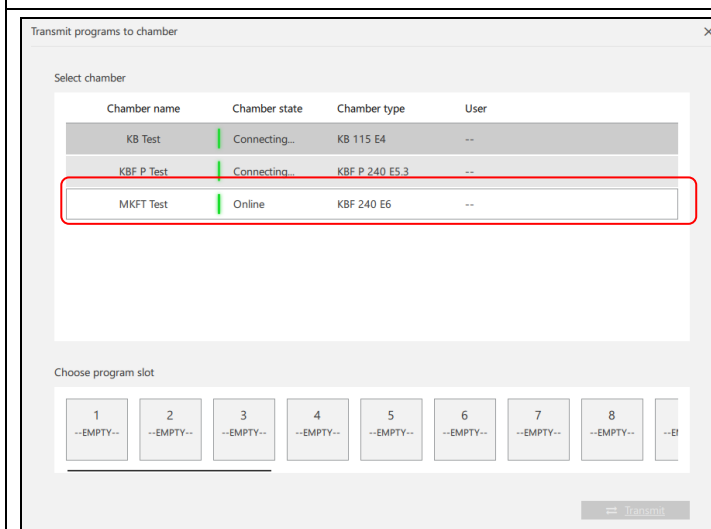 Transmit programs to chamber
Select chamber
Chamber name Chamber state Chamber type User
KB Test Connecting... KB 115 E4 --
KBF P Test Connecting... KBF P 240 E5.3 --
MKFT Test Online KBF 240 E6 --
Choose program slot
1 2 3 4 5 6 7 8
--EMPTY-- --EMPTY-- --EMPTY-- --EMPTY-- --EMPTY-- --EMPTY-- --EMPTY-- --EMPTY--
Transmit